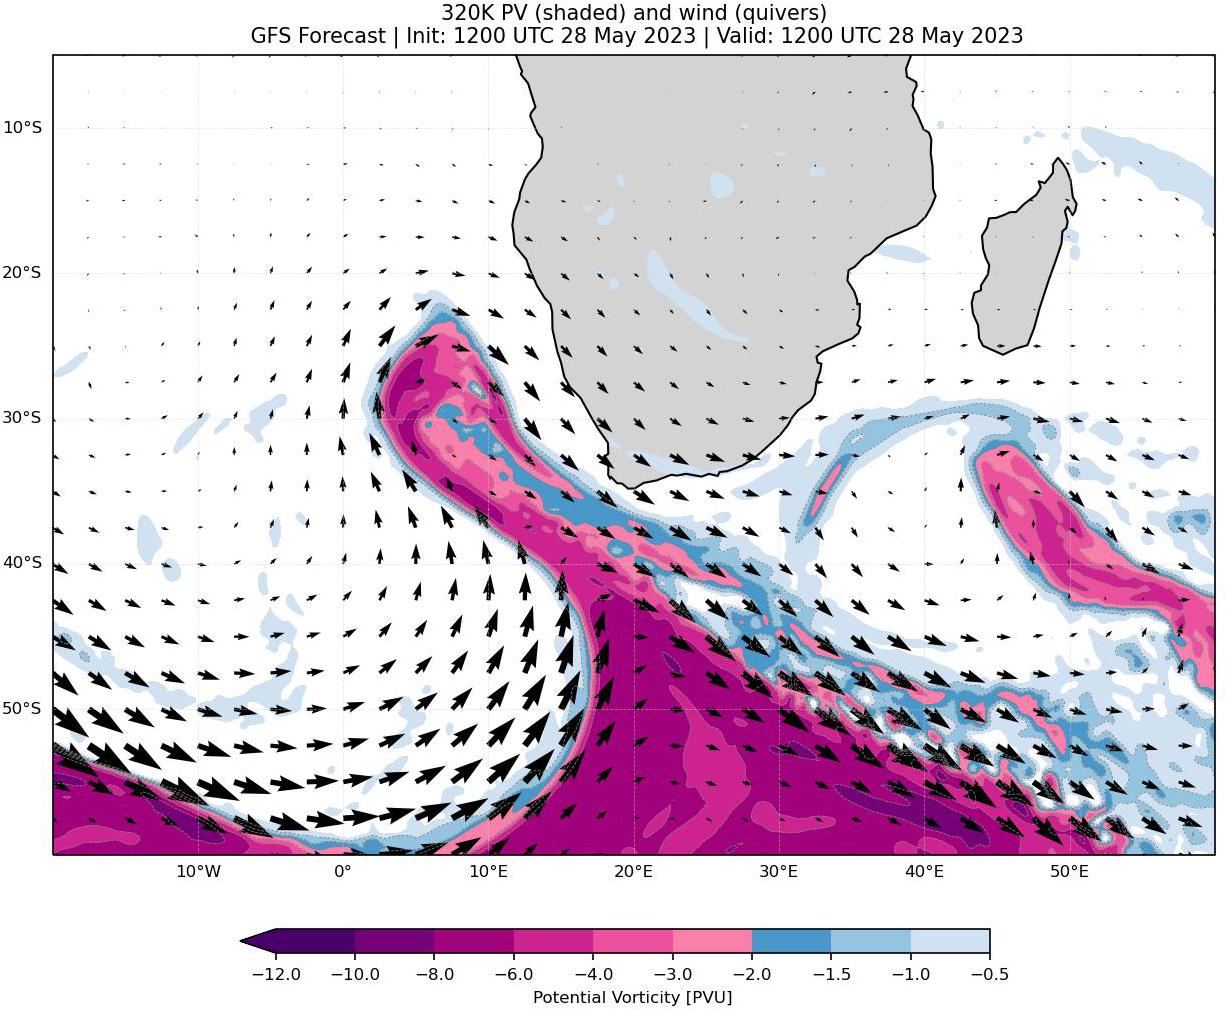 320K PV (shaded) and wind (quivers)
GFS Forecast | Init: 1200 UTC 28 May 2023 | Valid: 1200 UTC 28 May 2023
10°S
20°S
30°S
40°S
50°S
10°W 0° 10°E 20°E 30°E 40°E 50°E
−12.0 −10.0 −8.0 −6.0 −4.0 −3.0 −2.0 −1.5 −1.0 −0.5
Potential Vorticity [PVU]